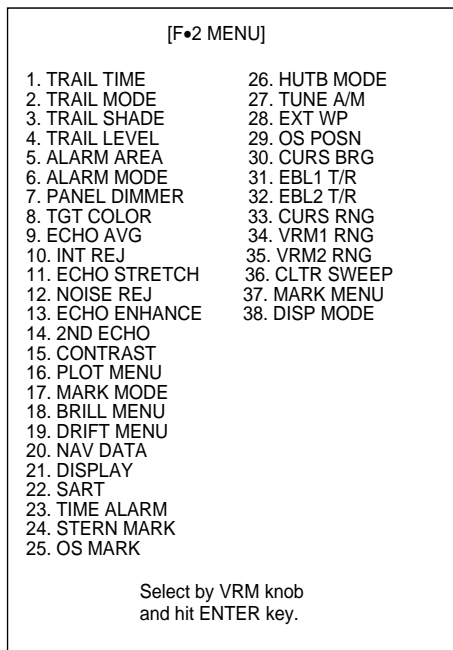 [F•2 MENU]
1. TRAIL TIME
2. TRAIL MODE
3. TRAIL SHADE
4. TRAIL LEVEL
5. ALARM AREA
6. ALARM MODE
7. PANEL DIMMER
8. TGT COLOR
9. ECHO AVG
10. INT REJ
11. ECHO STRETCH
12. NOISE REJ
13. ECHO ENHANCE
14. 2ND ECHO
15. CONTRAST
16. PLOT MENU
17. MARK MODE
18. BRILL MENU
19. DRIFT MENU
20. NAV DATA
21. DISPLAY
22. SART
23. TIME ALARM
24. STERN MARK
25. OS MARK
26. HUTB MODE
27. TUNE A/M
28. EXT WP
29. OS POSN
30. CURS BRG
31. EBL1 T/R
32. EBL2 T/R
33. CURS RNG
34. VRM1 RNG
35. VRM2 RNG
36. CLTR SWEEP
37. MARK MENU
38. DISP MODE
Select by VRM knob
and hit ENTER key.